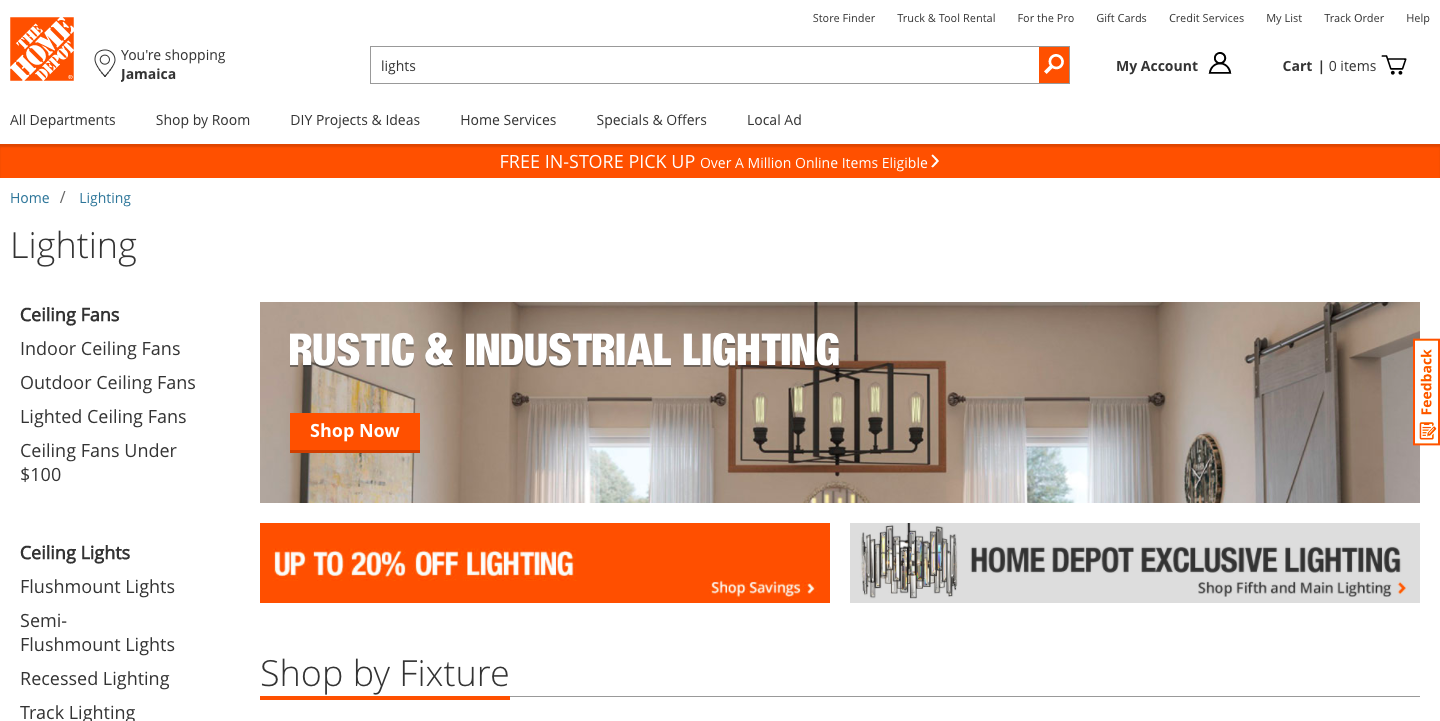 Store Finder Truck & Tool Rental For the Pro Gift Cards Credit Services My List Track Order Help
THE HOME DEPOT
You're shopping
Jamaica
lights
My Account
Cart | 0 items
All Departments Shop by Room DIY Projects & Ideas Home Services Specials & Offers Local Ad
FREE IN-STORE PICK UP Over A Million Online Items Eligible
Home / Lighting
Lighting
Ceiling Fans
Indoor Ceiling Fans
Outdoor Ceiling Fans
Lighted Ceiling Fans
Ceiling Fans Under
$100
Ceiling Lights
Flushmount Lights
Semi-
Flushmount Lights
Recessed Lighting
Track Lighting
RUSTIC & INDUSTRIAL LIGHTING
Shop Now
UP TO 20% OFF LIGHTING
Shop Savings
HOME DEPOT EXCLUSIVE LIGHTING
Shop Fifth and Main Lighting
Shop by Fixture
Feedback